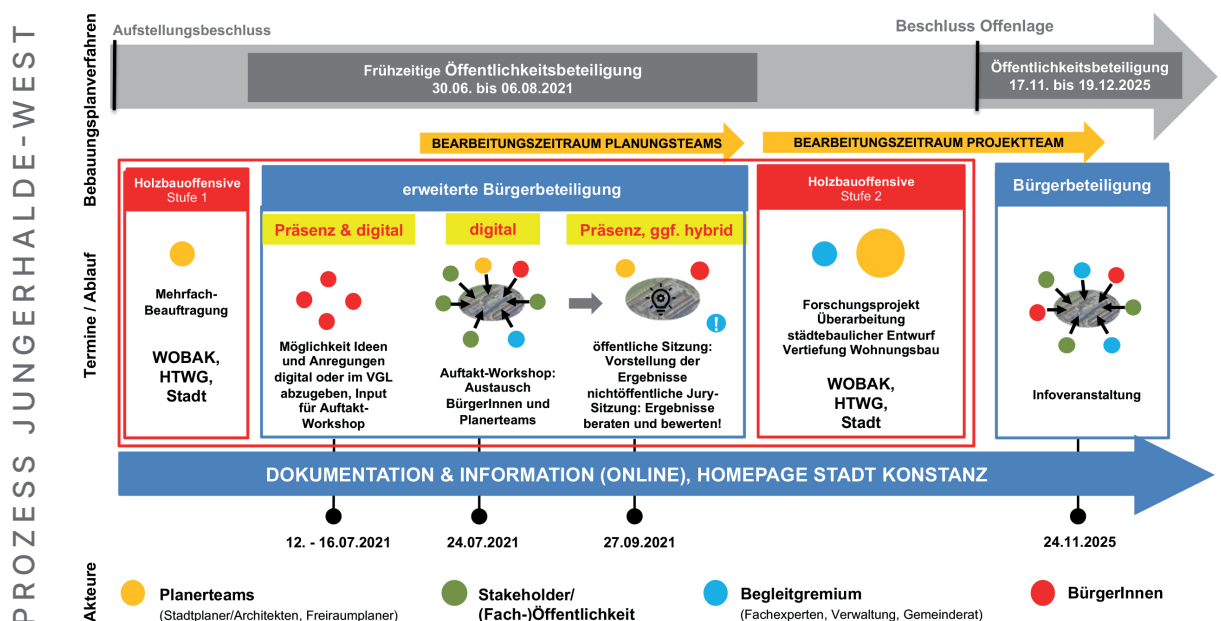 PROZESS JUNGERHALDE-WEST
Bebauungsplanverfahren
Aufstellungsbeschluss
Beschluss Offenlage
Frühzeitige Öffentlichkeitsbeteiligung
30.06. bis 06.08.2021
Öffentlichkeitsbeteiligung
17.11. bis 19.12.2025
BEARBEITUNGSZEITRAUM PLANUNGSTEAMS
BEARBEITUNGSZEITRAUM PROJEKTTEAM
Termine / Ablauf
Holzbauoffensive
Stufe 1
Mehrfach-
Beauftragung
WOBAK,
HTWG,
Stadt
erweiterte Bürgerbeteiligung
Präsenz & digital
Möglichkeit Ideen
und Anregungen
digital oder im VGL
abzugeben, Input
für Auftakt-
Workshop
digital
Auftakt-Workshop:
Austausch
BürgerInnen und
Planerteams
Präsenz, ggf. hybrid
!
öffentliche Sitzung:
Vorstellung der
Ergebnisse
nichtöffentliche Jury-
Sitzung: Ergebnisse
beraten und bewerten!
Holzbauoffensive
Stufe 2
Forschungsprojekt
Überarbeitung
städtebaulicher Entwurf
Vertiefung Wohnungsbau
WOBAK,
HTWG,
Stadt
Bürgerbeteiligung
Infoveranstaltung
DOKUMENTATION & INFORMATION (ONLINE), HOMEPAGE STADT KONSTANZ
12. - 16.07.2021
24.07.2021
27.09.2021
24.11.2025
Akteure
Planerteams
(Stadtplaner/Architekten, Freiraumplaner)
Stakeholder/
(Fach-)Öffentlichkeit
Begleitgremium
(Fachexperten, Verwaltung, Gemeinderat)
BürgerInnen